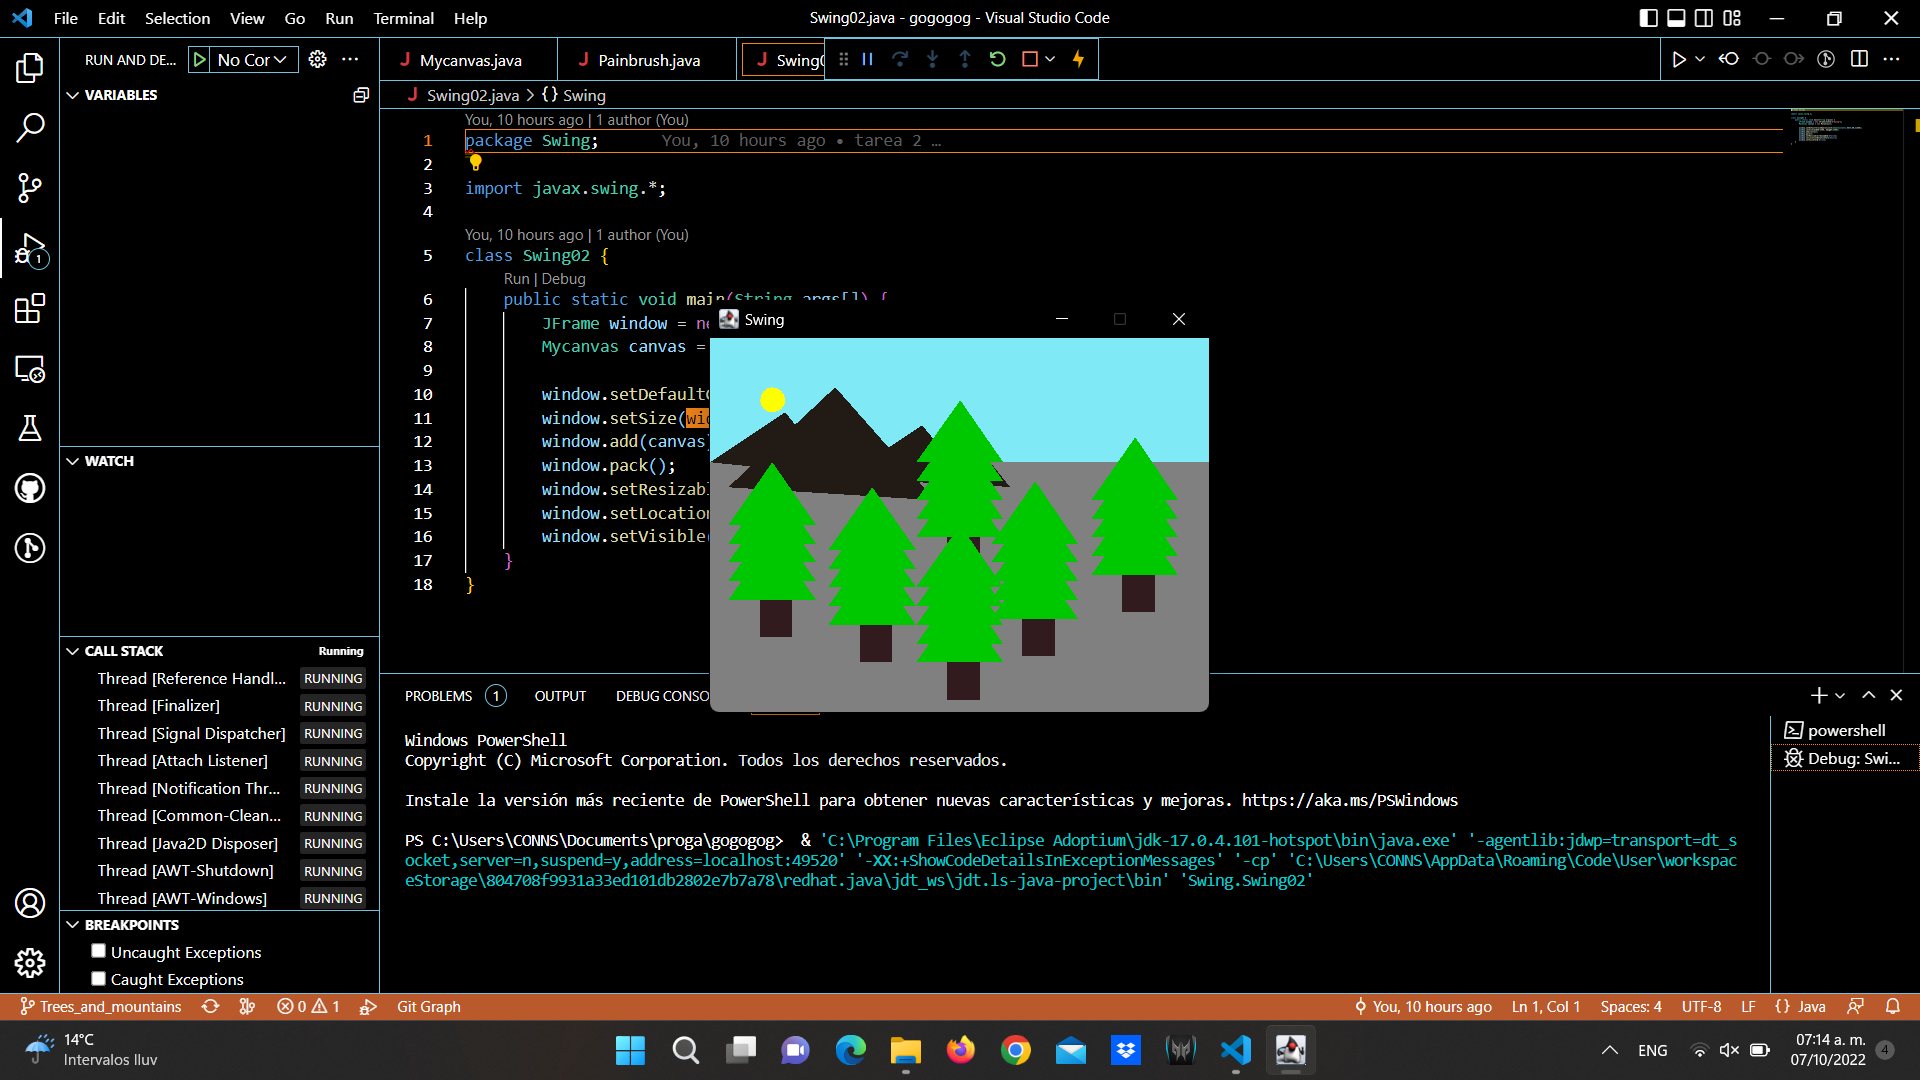 File Edit Selection View Go Run Terminal Help
Swing02.java - gogogog - Visual Studio Code
RUN AND DE... No Cor
Mycanvas.java Painbrush.java Swing
VARIABLES
Swing02.java > {} Swing
You, 10 hours ago | 1 author (You)
1 package Swing; You, 10 hours ago • tarea 2 …
2
3 import javax.swing.*;
4
You, 10 hours ago | 1 author (You)
5 class Swing02 {
Run | Debug
6 public static void main(String args[]) {
7 JFrame window = ne
8 Mycanvas canvas =
9
10 window.setDefault
11 window.setSize(wi
12 window.add(canvas)
13 window.pack();
14 window.setResizab
15 window.setLocation
16 window.setVisible(
17 }
18 }
Swing
WATCH
CALL STACK Running
Thread [Reference Handl... RUNNING
Thread [Finalizer] RUNNING
Thread [Signal Dispatcher] RUNNING
Thread [Attach Listener] RUNNING
Thread [Notification Thr... RUNNING
Thread [Common-Clean... RUNNING
Thread [Java2D Disposer] RUNNING
Thread [AWT-Shutdown] RUNNING
Thread [AWT-Windows] RUNNING
BREAKPOINTS
Uncaught Exceptions
Caught Exceptions
PROBLEMS 1 OUTPUT DEBUG CONSO
Windows PowerShell
Copyright (C) Microsoft Corporation. Todos los derechos reservados.
Instale la versión más reciente de PowerShell para obtener nuevas características y mejoras. https://aka.ms/PSWindows
PS C:\Users\CONNS\Documents\proga\gogogog> & 'C:\Program Files\Eclipse Adoptium\jdk-17.0.4.101-hotspot\bin\java.exe' '-agentlib:jdwp=transport=dt_s
ocket,server=n,suspend=y,address=localhost:49520' '-XX:+ShowCodeDetailsInExceptionMessages' '-cp' 'C:\Users\CONNS\AppData\Roaming\Code\User\workspac
eStorage\804708f9931a33ed101db2802e7b7a78\redhat.java\jdt_ws\jdt.ls-java-project\bin' 'Swing.Swing02'
powershell
Debug: Swi...
1
Trees_and_mountains 0 1 Git Graph
You, 10 hours ago Ln 1, Col 1 Spaces: 4 UTF-8 LF {} Java
14°C
Intervalos lluv
ENG
07:14 a. m.
07/10/2022
4